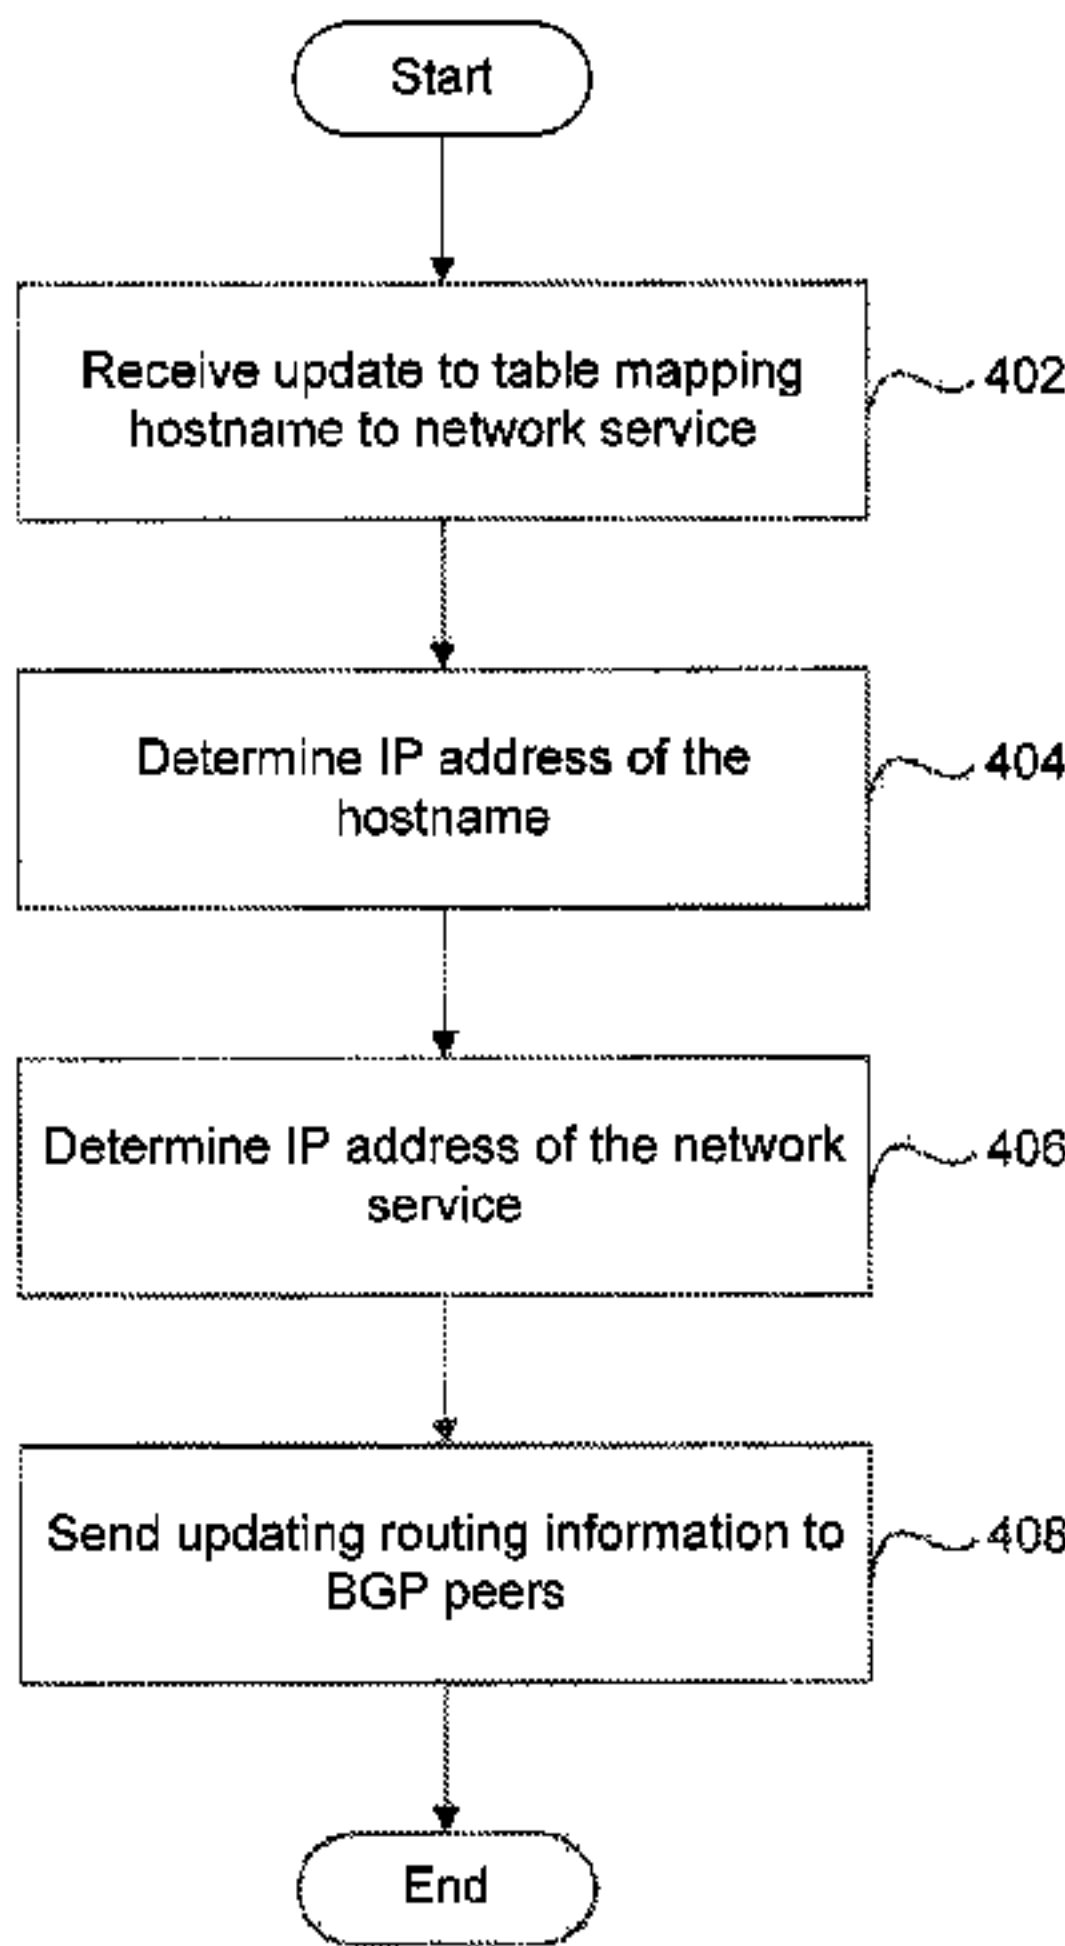 Start
Receive update to table mapping
hostname to network service
402
Determine IP address of the
hostname
404
Determine IP address of the network
service
406
Send updating routing information to
BGP peers
408
End